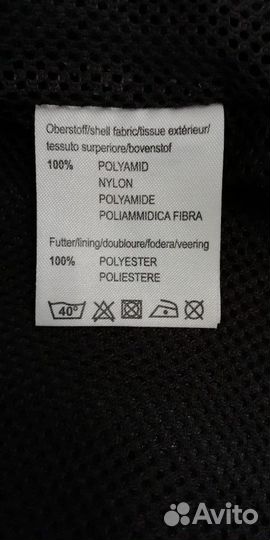 Oberstoff/shell fabric/tissue extérieur/
tessuto surperiore/bovenstof
100% POLYAMID
NYLON
POLYAMIDE
POLIAMMIDICA FIBRA
Futter/lining/doubloure/fodera/veering
100% POLYESTER
POLIESTERE
40°
Avito